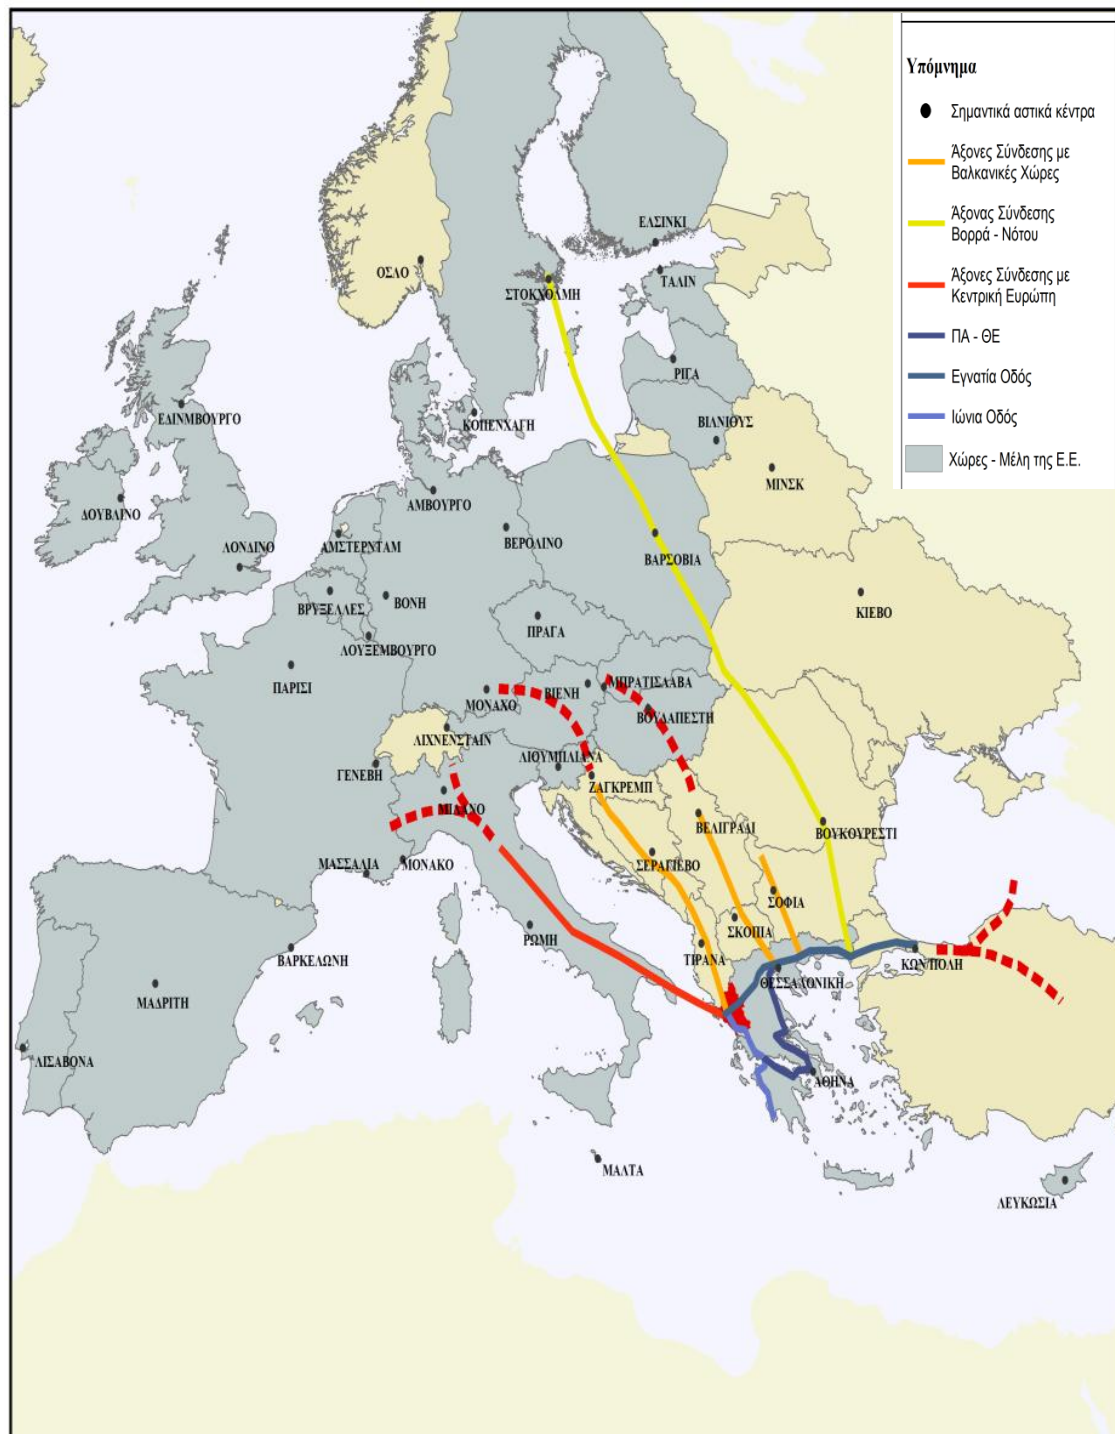 Υπόμνημα
Σημαντικά αστικά κέντρα
Άξονες Σύνδεσης με
Βαλκανικές Χώρες
Άξονας Σύνδεσης
Βορρά - Νότου
Άξονες Σύνδεσης με
Κεντρική Ευρώπη
ΠΑ - ΘΕ
Εγνατία Οδός
Ιώνια Οδός
Χώρες - Μέλη της Ε.Ε.
ΕΛΣΙΝΚΙ
ΟΣΛΟ
ΤΑΛΙΝ
ΣΤΟΚΧΟΛΜΗ
ΡΙΓΑ
ΕΔΙΝΜΒΟΥΡΓΟ
ΚΟΠΕΝΧΑΓΗ
ΒΙΛΝΙΟΥΣ
ΜΙΝΣΚ
ΔΟΥΒΛΙΝΟ
ΑΜΒΟΥΡΓΟ
ΛΟΝΔΙΝΟ
ΑΜΣΤΕΡΝΤΑΜ
ΒΕΡΟΛΙΝΟ
ΒΑΡΣΟΒΙΑ
ΒΡΥΞΕΛΛΕΣ
ΒΟΝΗ
ΚΙΕΒΟ
ΠΡΑΓΑ
ΛΟΥΞΕΜΒΟΥΡΓΟ
ΠΑΡΙΣΙ
ΜΟΝΑΧΟ
ΒΙΕΝΗ
ΜΠΡΑΤΙΣΛΑΒΑ
ΒΟΥΔΑΠΕΣΤΗ
ΛΙΧΝΕΝΣΤΑΙΝ
ΛΙΟΥΜΠΛΙΑΝΑ
ΓΕΝΕΒΗ
ΖΑΓΚΡΕΜΠ
ΜΙΛΑΝΟ
ΒΕΛΙΓΡΑΔΙ
ΒΟΥΚΟΥΡΕΣΤΙ
ΜΑΣΣΑΛΙΑ
ΜΟΝΑΚΟ
ΣΕΡΑΓΙΕΒΟ
ΣΟΦΙΑ
ΡΩΜΗ
ΣΚΟΠΙΑ
ΒΑΡΚΕΛΩΝΗ
ΤΙΡΑΝΑ
ΚΩΝ/ΠΟΛΗ
ΘΕΣΣΑΛΟΝΙΚΗ
ΜΑΔΡΙΤΗ
ΛΙΣΑΒΟΝΑ
ΑΘΗΝΑ
ΜΑΛΤΑ
ΛΕΥΚΩΣΙΑ